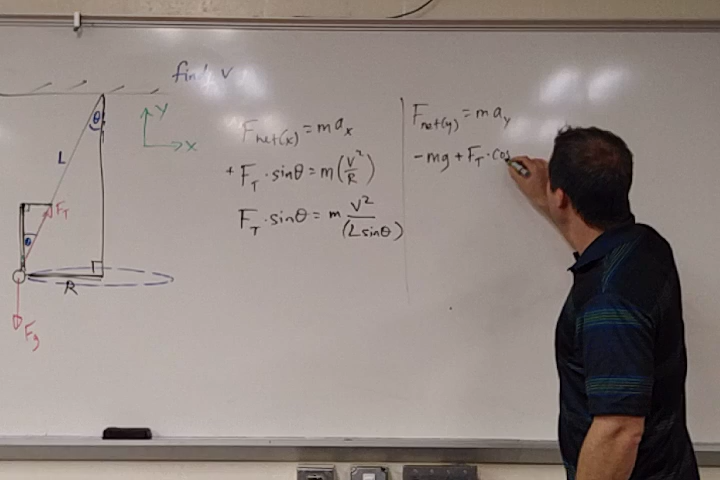 find v
θ
Y
X
L
F_T
θ
R
F_g
F_net(x) = m a_x
+ F_T · sinθ = m(v²/R)
F_T · sinθ = m v²/(L sinθ)
F_net(y) = m a_y
-mg + F_T · cos